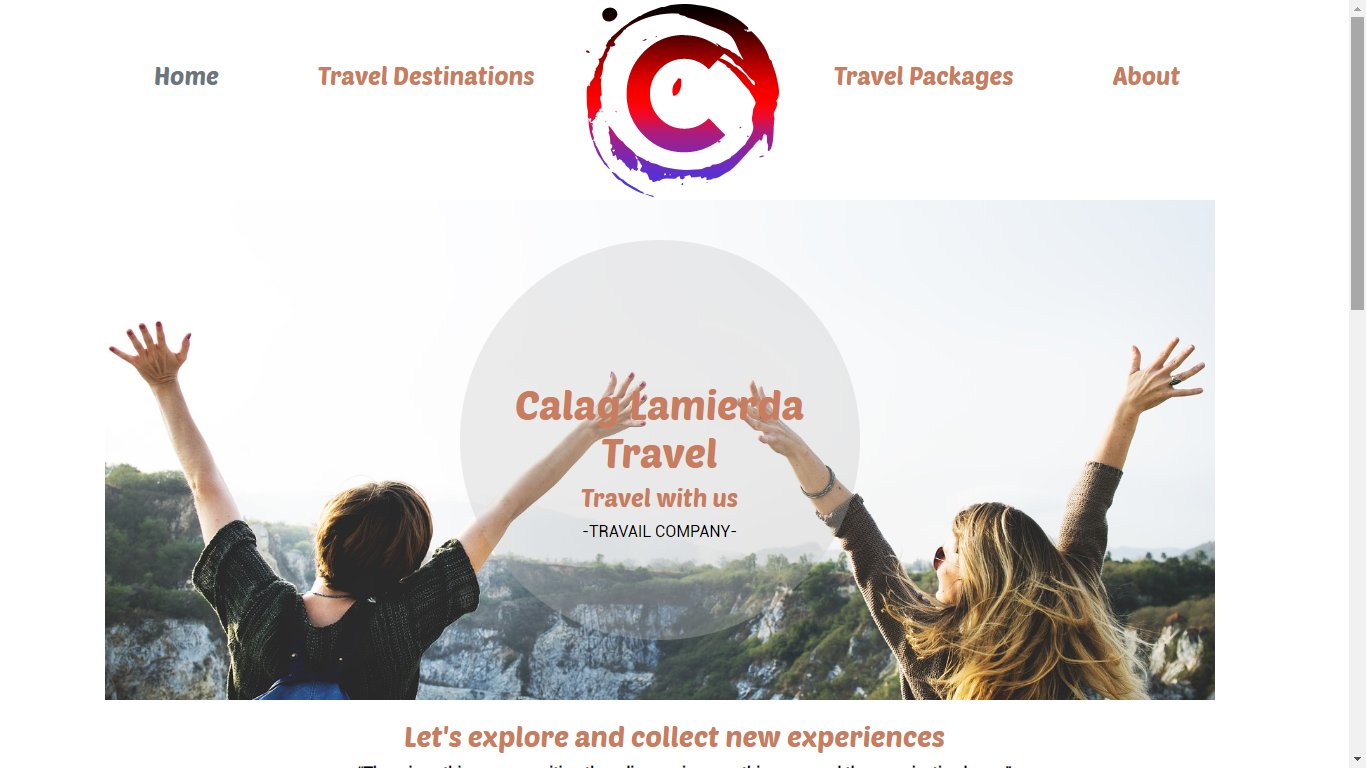 Home
Travel Destinations
C
Travel Packages
About
Calag Lamierda
Travel
Travel with us
-TRAVAIL COMPANY-
Let's explore and collect new experiences